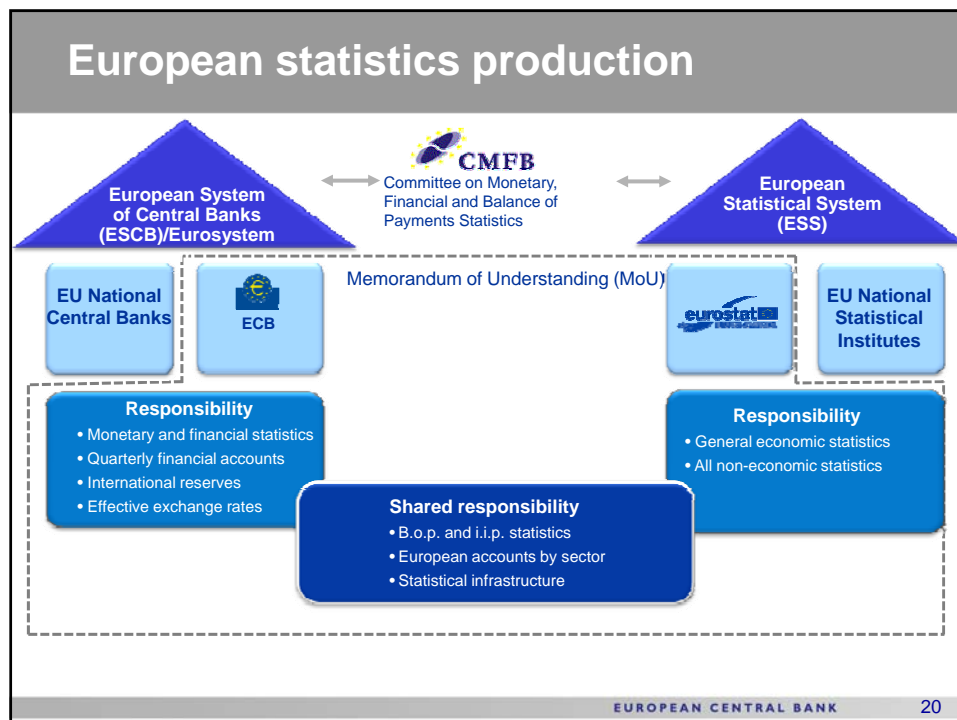 European statistics production
European System
of Central Banks
(ESCB)/Eurosystem
CMFB
Committee on Monetary,
Financial and Balance of
Payments Statistics
European
Statistical System
(ESS)
EU National
Central Banks
ECB
Memorandum of Understanding (MoU)
eurostat
EU National
Statistical
Institutes
Responsibility
• Monetary and financial statistics
• Quarterly financial accounts
• International reserves
• Effective exchange rates
Responsibility
• General economic statistics
• All non-economic statistics
Shared responsibility
• B.o.p. and i.i.p. statistics
• European accounts by sector
• Statistical infrastructure
EUROPEAN CENTRAL BANK
20